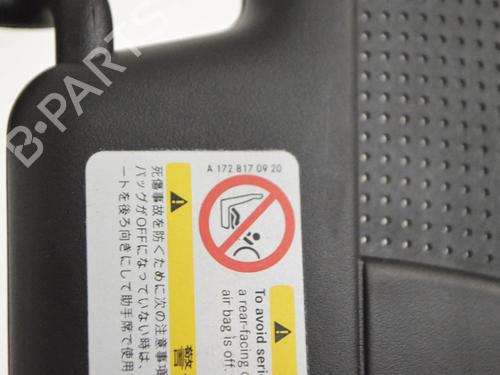 B·PARTS
A 172 817 09 20
To avoid seri
a rear-facing c
air bag is off.
警
死傷事故を防ぐために次の注意事項
バッグがOFFになっていない時は、
ートを後ろ向きにして助手席で使用